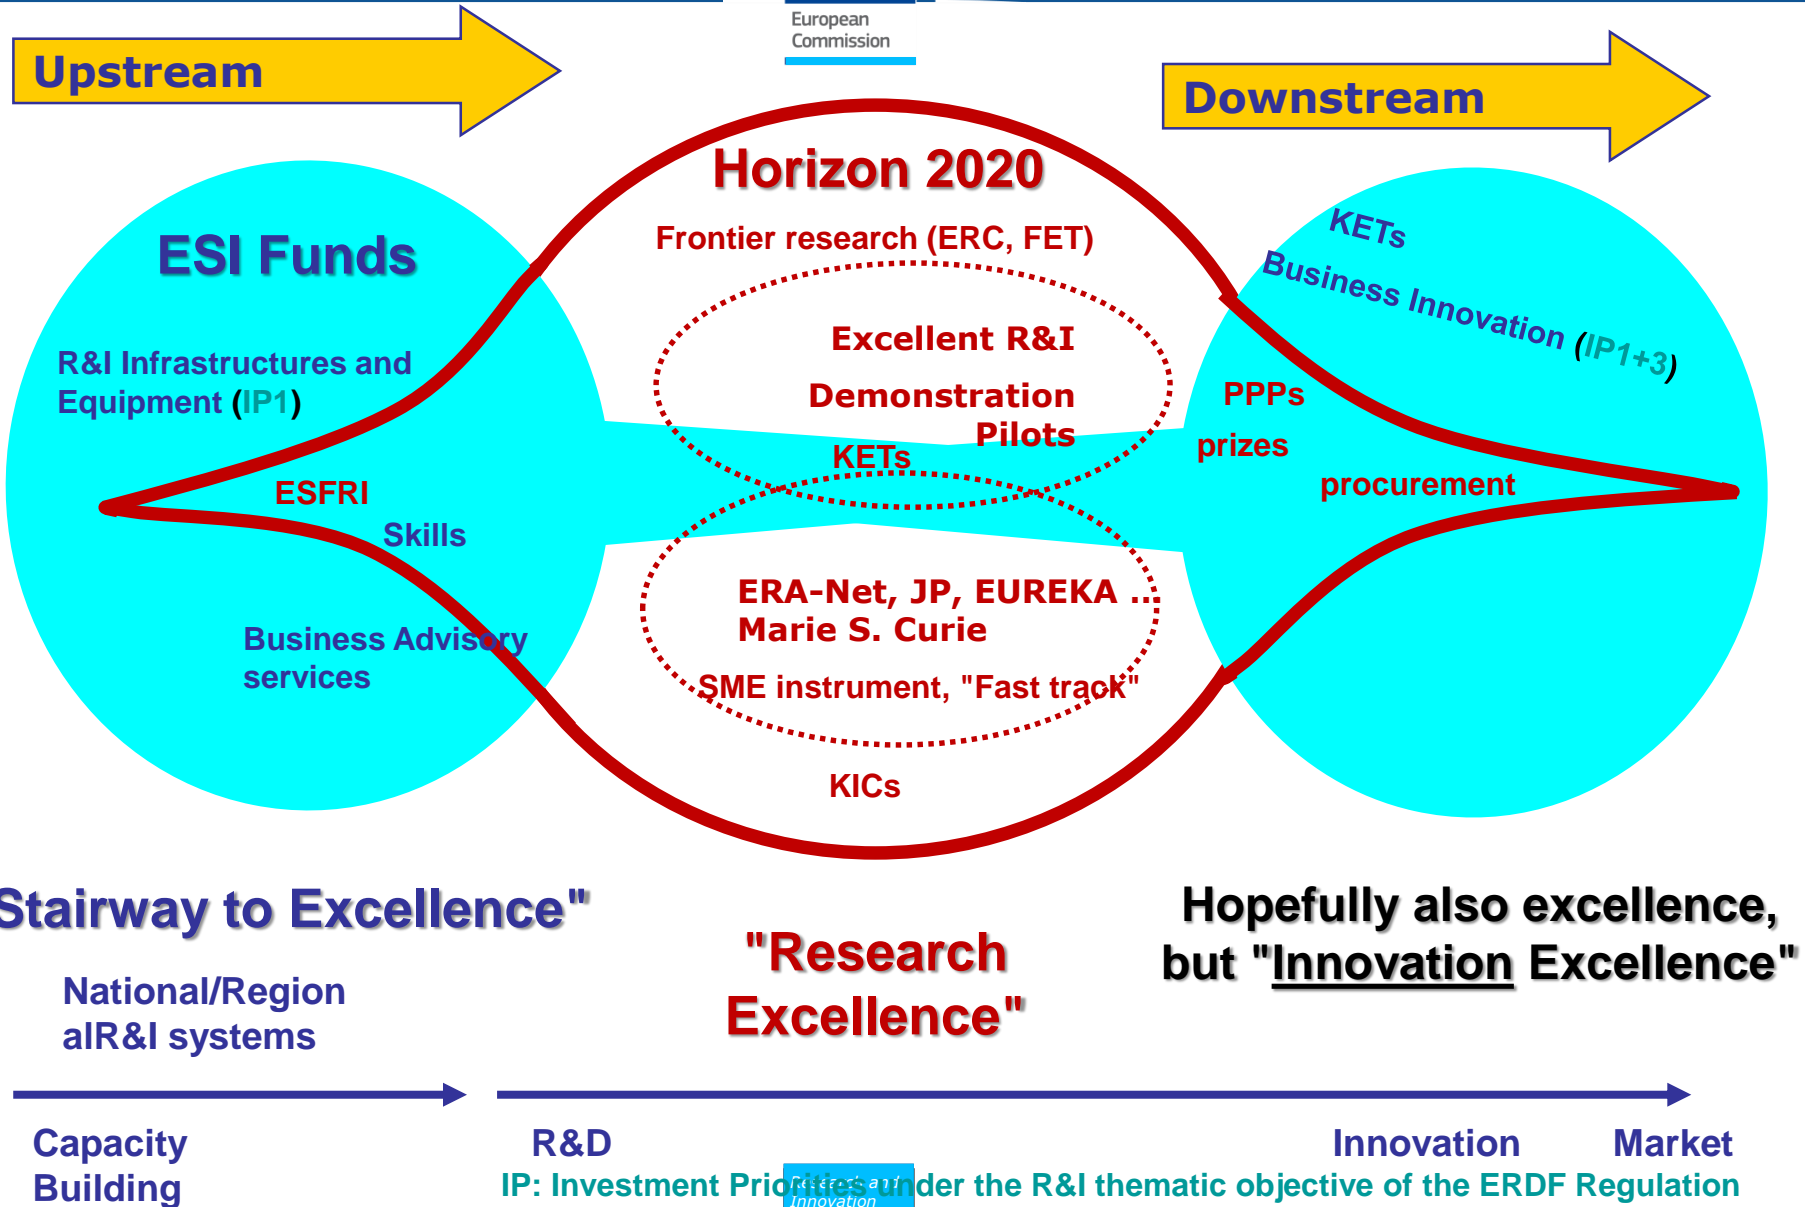 European
Commission
Upstream
Downstream
Horizon 2020
Frontier research (ERC, FET)
ESI Funds
KETs
Business Innovation (IP1+3)
Excellent R&I
R&I Infrastructures and
Equipment (IP1)
Demonstration
Pilots
KETs
PPPs
prizes
procurement
ESFRI
Skills
ERA-Net, JP, EUREKA ...
Marie S. Curie
Business Advisory
services
SME instrument, "Fast track"
KICs
Stairway to Excellence"
Hopefully also excellence,
but "Innovation Excellence"
"Research
Excellence"
National/Region
alR&I systems
Capacity
Building
R&D
Innovation
Market
IP: Investment Priorities under the R&I thematic objective of the ERDF Regulation
Research and
Innovation